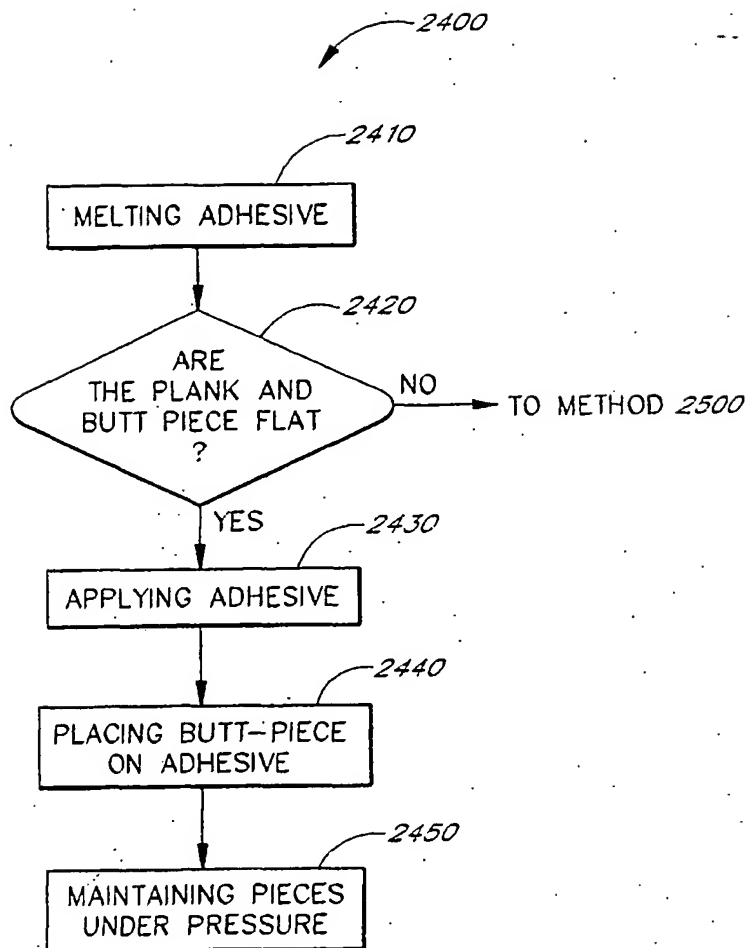 2400
2410
MELTING ADHESIVE
2420
ARE
THE PLANK AND
BUTT PIECE FLAT
?
NO
TO METHOD 2500
YES
2430
APPLYING ADHESIVE
2440
PLACING BUTT-PIECE
ON ADHESIVE
2450
MAINTAINING PIECES
UNDER PRESSURE